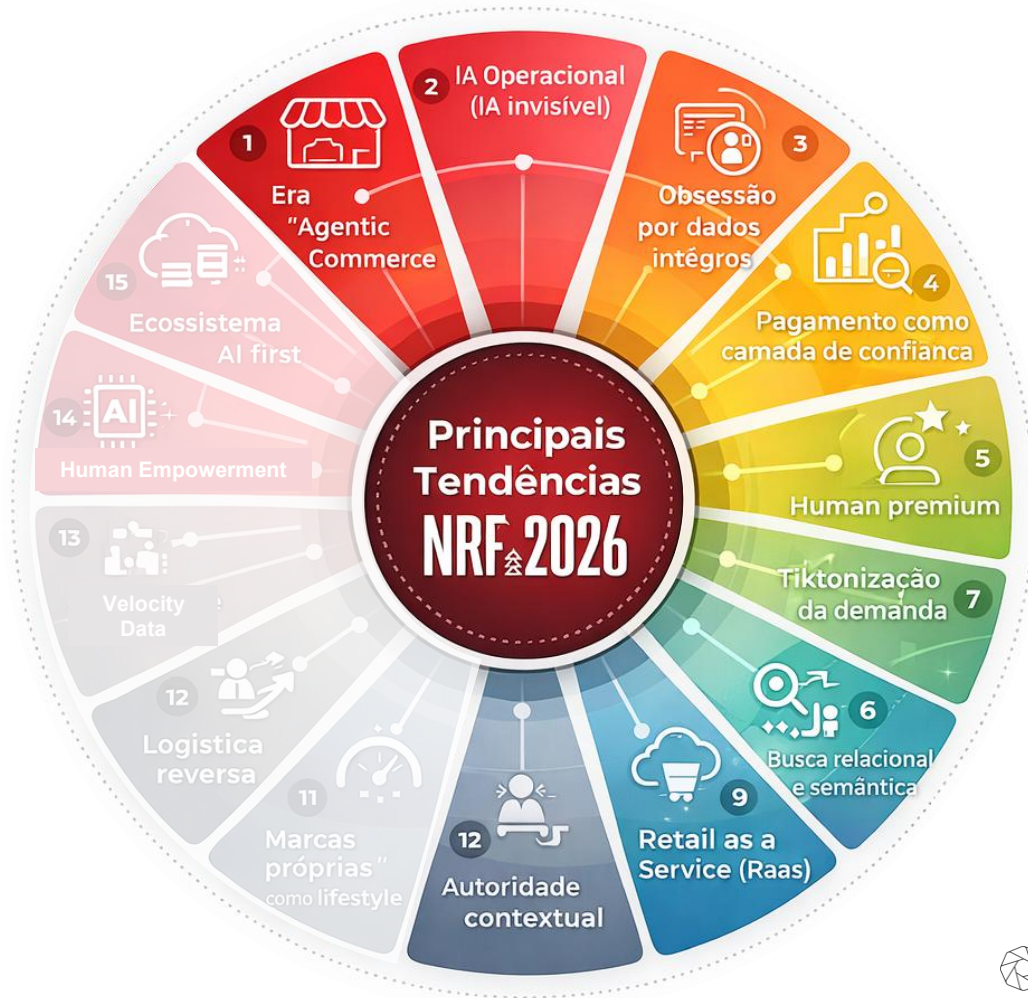 Principais
Tendências
NRF 2026
1
Era
"Agentic
Commerce
2
IA Operacional
(IA invisível)
3
Obsessão
por dados
intégros
4
Pagamento como
camada de confianca
5
Human premium
Tiktonização
da demanda
7
6
Busca relacional
e semântica
9
Retail as a
Service (Raas)
12
Autoridade
contextual
11
Marcas
próprias"
como lifestyle
12
Logistica
reversa
13
Velocity
Data
14
AI
Human Empowerment
15
Ecossistema
AI first